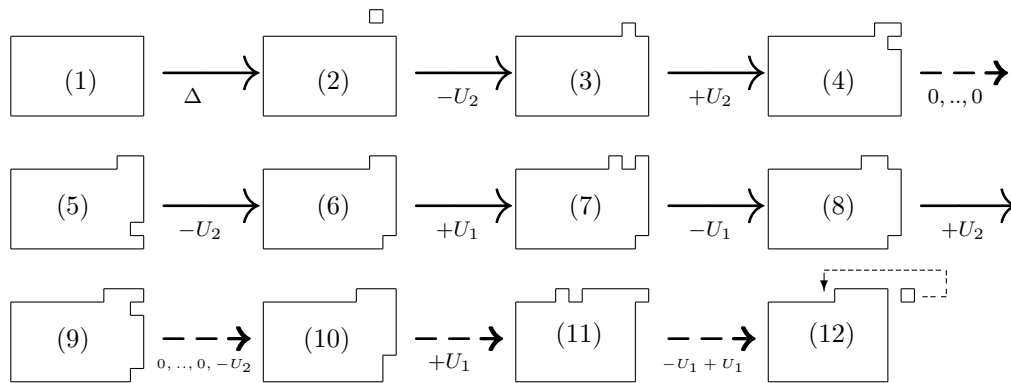 (1) (2) (3) (4)
Δ −U₂ +U₂ 0, .., 0
(5) (6) (7) (8)
−U₂ +U₁ −U₁ +U₂
(9) (10) (11) (12)
0, .., 0, −U₂ +U₁ −U₁ + U₁